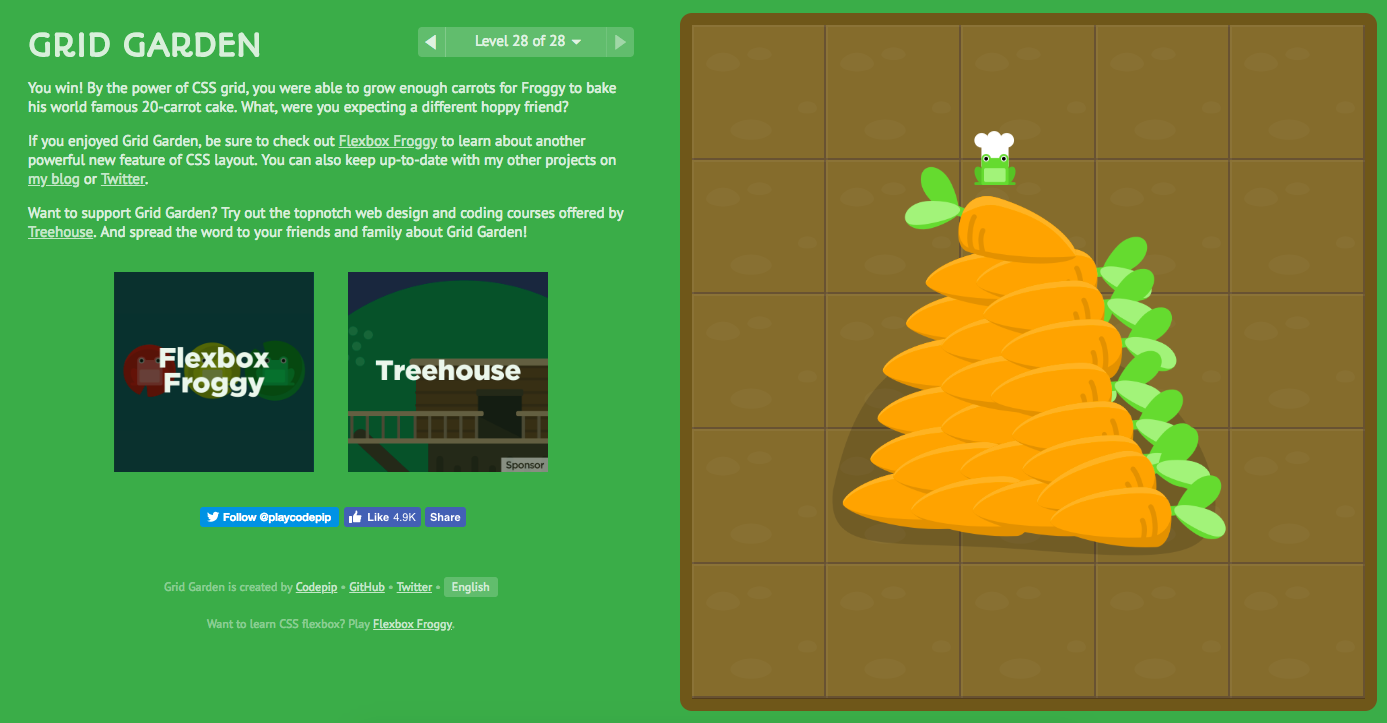 GRID GARDEN
Level 28 of 28
You win! By the power of CSS grid, you were able to grow enough carrots for Froggy to bake
his world famous 20-carrot cake. What, were you expecting a different hoppy friend?
If you enjoyed Grid Garden, be sure to check out Flexbox Froggy to learn about another
powerful new feature of CSS layout. You can also keep up-to-date with my other projects on
my blog or Twitter.
Want to support Grid Garden? Try out the topnotch web design and coding courses offered by
Treehouse. And spread the word to your friends and family about Grid Garden!
Flexbox
Froggy
Treehouse
Sponsor
Follow @playcodepip Like 4.9K Share
Grid Garden is created by Codepip • GitHub • Twitter • English
Want to learn CSS flexbox? Play Flexbox Froggy.